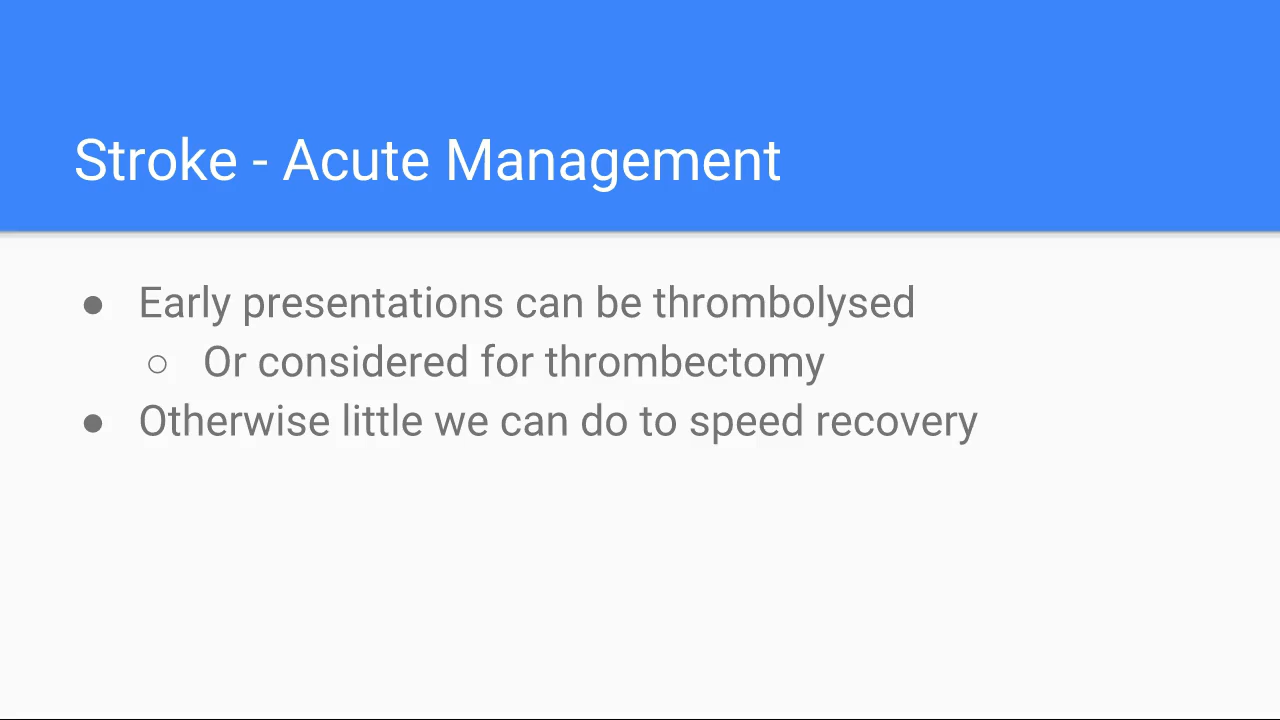 Stroke - Acute Management
● Early presentations can be thrombolysed
○ Or considered for thrombectomy
● Otherwise little we can do to speed recovery